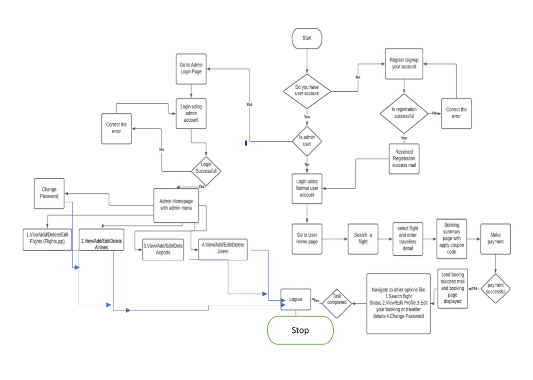 Start
Go to Admin
Login Page
Register /signup
your account
Do you have
user account
No
Yes
Login using
admin
account
Correct the
error
No
Is registration
successful
Correct the
error
Yes
Yes
Is admin
user
No
Received
Registration
success mail
Login
Successful
Yes
Login using
Normal user
account
Change
Password
Admin Homepage
with admin menu
1.View/Add/Delete/Edit
Flights (Flights.jsp)
2.View/Add/Edit/Delete
Airlines
3.View/Add/Edit/Dele
Airports.
4.View/Add/Edit/Delete
Users
Go to User
Home page
Search a
flight
select flight
and enter
travellers
detail
Booking
summary
page with
apply coupon
code
Make
payment
payment
successful
Yes
send booing
success mail
and booking
page
displayed
Navigate to other options like
1.Search flight
Status.2.View/Edit Profile.3.Edit
your booking or traveller
details.4.Change Password
Task
completed
Yes
Logout
Stop